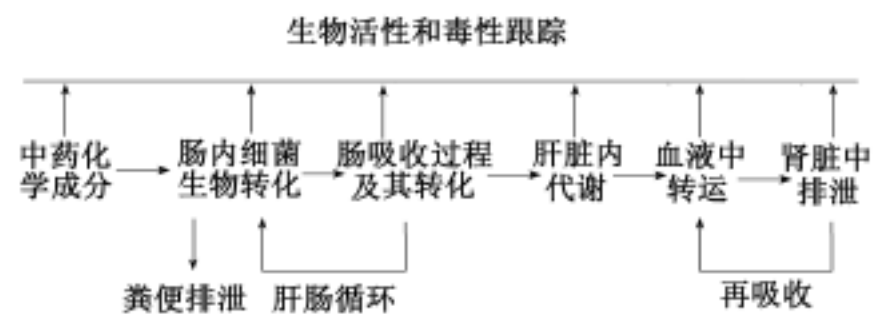 生物活性和毒性跟踪
中药化
学成分
肠内细菌
生物转化
肠吸收过程
及其转化
肝脏内
代谢
血液中
转运
肾脏中
排泄
粪便排泄
肝肠循环
再吸收